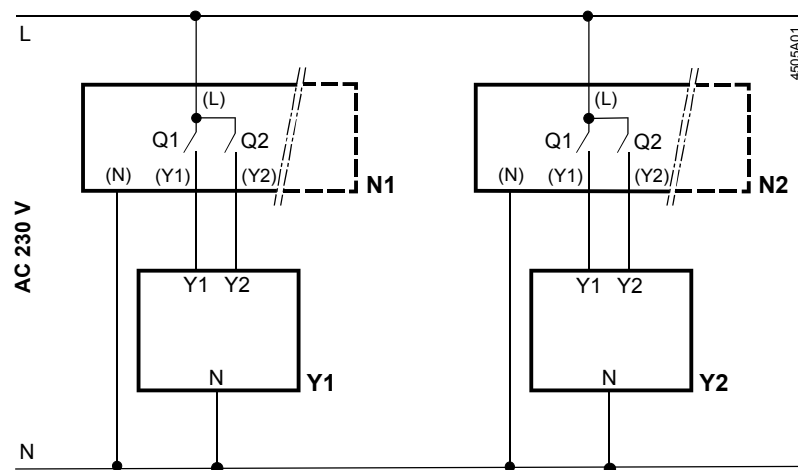 L
4505A01
(L) (L)
Q1 Q2 Q1 Q2
(N) (Y1) (Y2) N1 (N) (Y1) (Y2) N2
AC 230 V
Y1 Y2 Y1 Y2
N Y1 N Y2
N